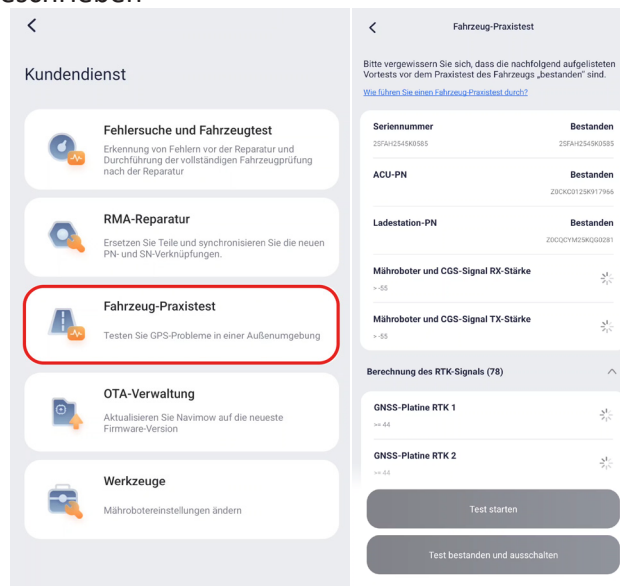 eschrieben
Kundendienst
Fehlersuche und Fahrzeugtest
Erkennung von Fehlern vor der Reparatur und
Durchführung der vollständigen Fahrzeugprüfung
nach der Reparatur
RMA-Reparatur
Ersetzen Sie Teile und synchronisieren Sie die neuen
PN- und SN-Verknüpfungen.
Fahrzeug-Praxistest
Testen Sie GPS-Probleme in einer Außenumgebung
OTA-Verwaltung
Aktualisieren Sie Navimow auf die neueste
Firmware-Version
Werkzeuge
Mährobotereinstellungen ändern
Fahrzeug-Praxistest
Bitte vergewissern Sie sich, dass die nachfolgend aufgelisteten
Vortests vor dem Praxistest des Fahrzeugs „bestanden" sind.
Wie führen Sie einen Fahrzeug-Praxistest durch?
Seriennummer Bestanden
2SFAH2545K0585 2SFAH2545K0585
ACU-PN Bestanden
Z0CKC0125K917966
Ladestation-PN Bestanden
Z0CQCYM25KQG0281
Mähroboter und CGS-Signal RX-Stärke
> -55
Mähroboter und CGS-Signal TX-Stärke
> -55
Berechnung des RTK-Signals (78)
GNSS-Platine RTK 1
>= 44
GNSS-Platine RTK 2
>= 44
Test starten
Test bestanden und ausschalten